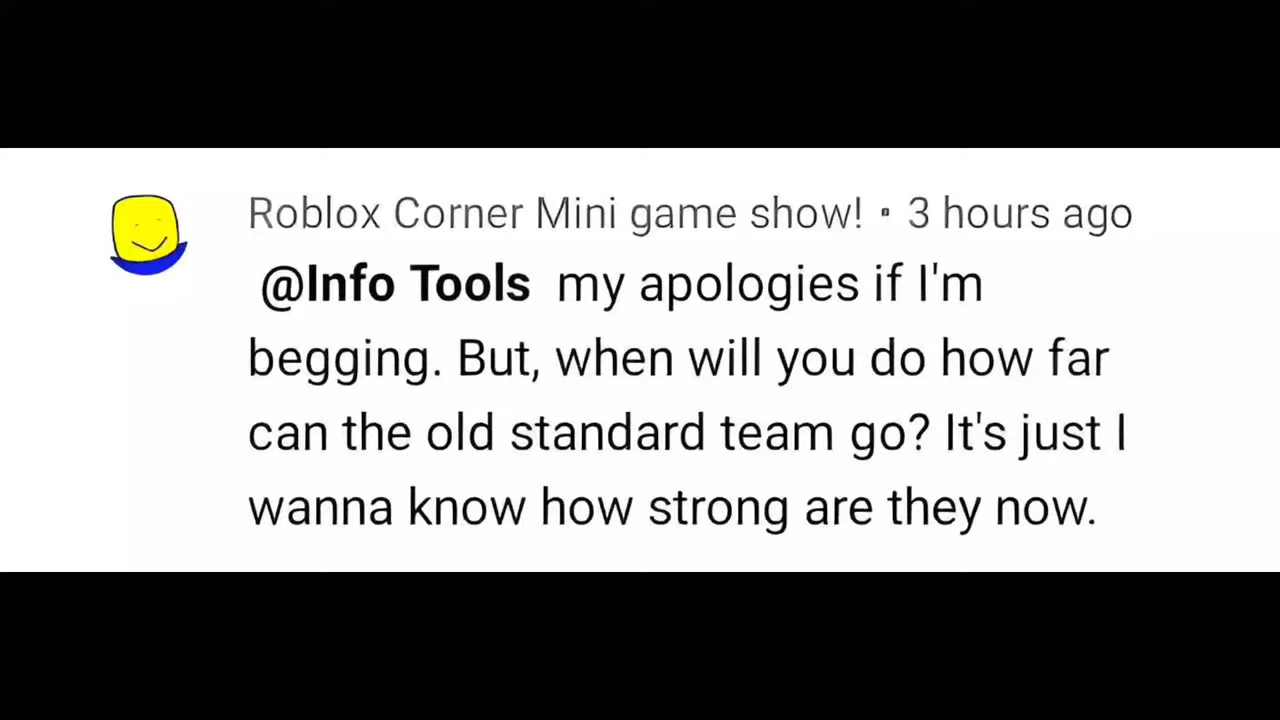 Roblox Corner Mini game show! • 3 hours ago
@Info Tools my apologies if I'm
begging. But, when will you do how far
can the old standard team go? It's just I
wanna know how strong are they now.